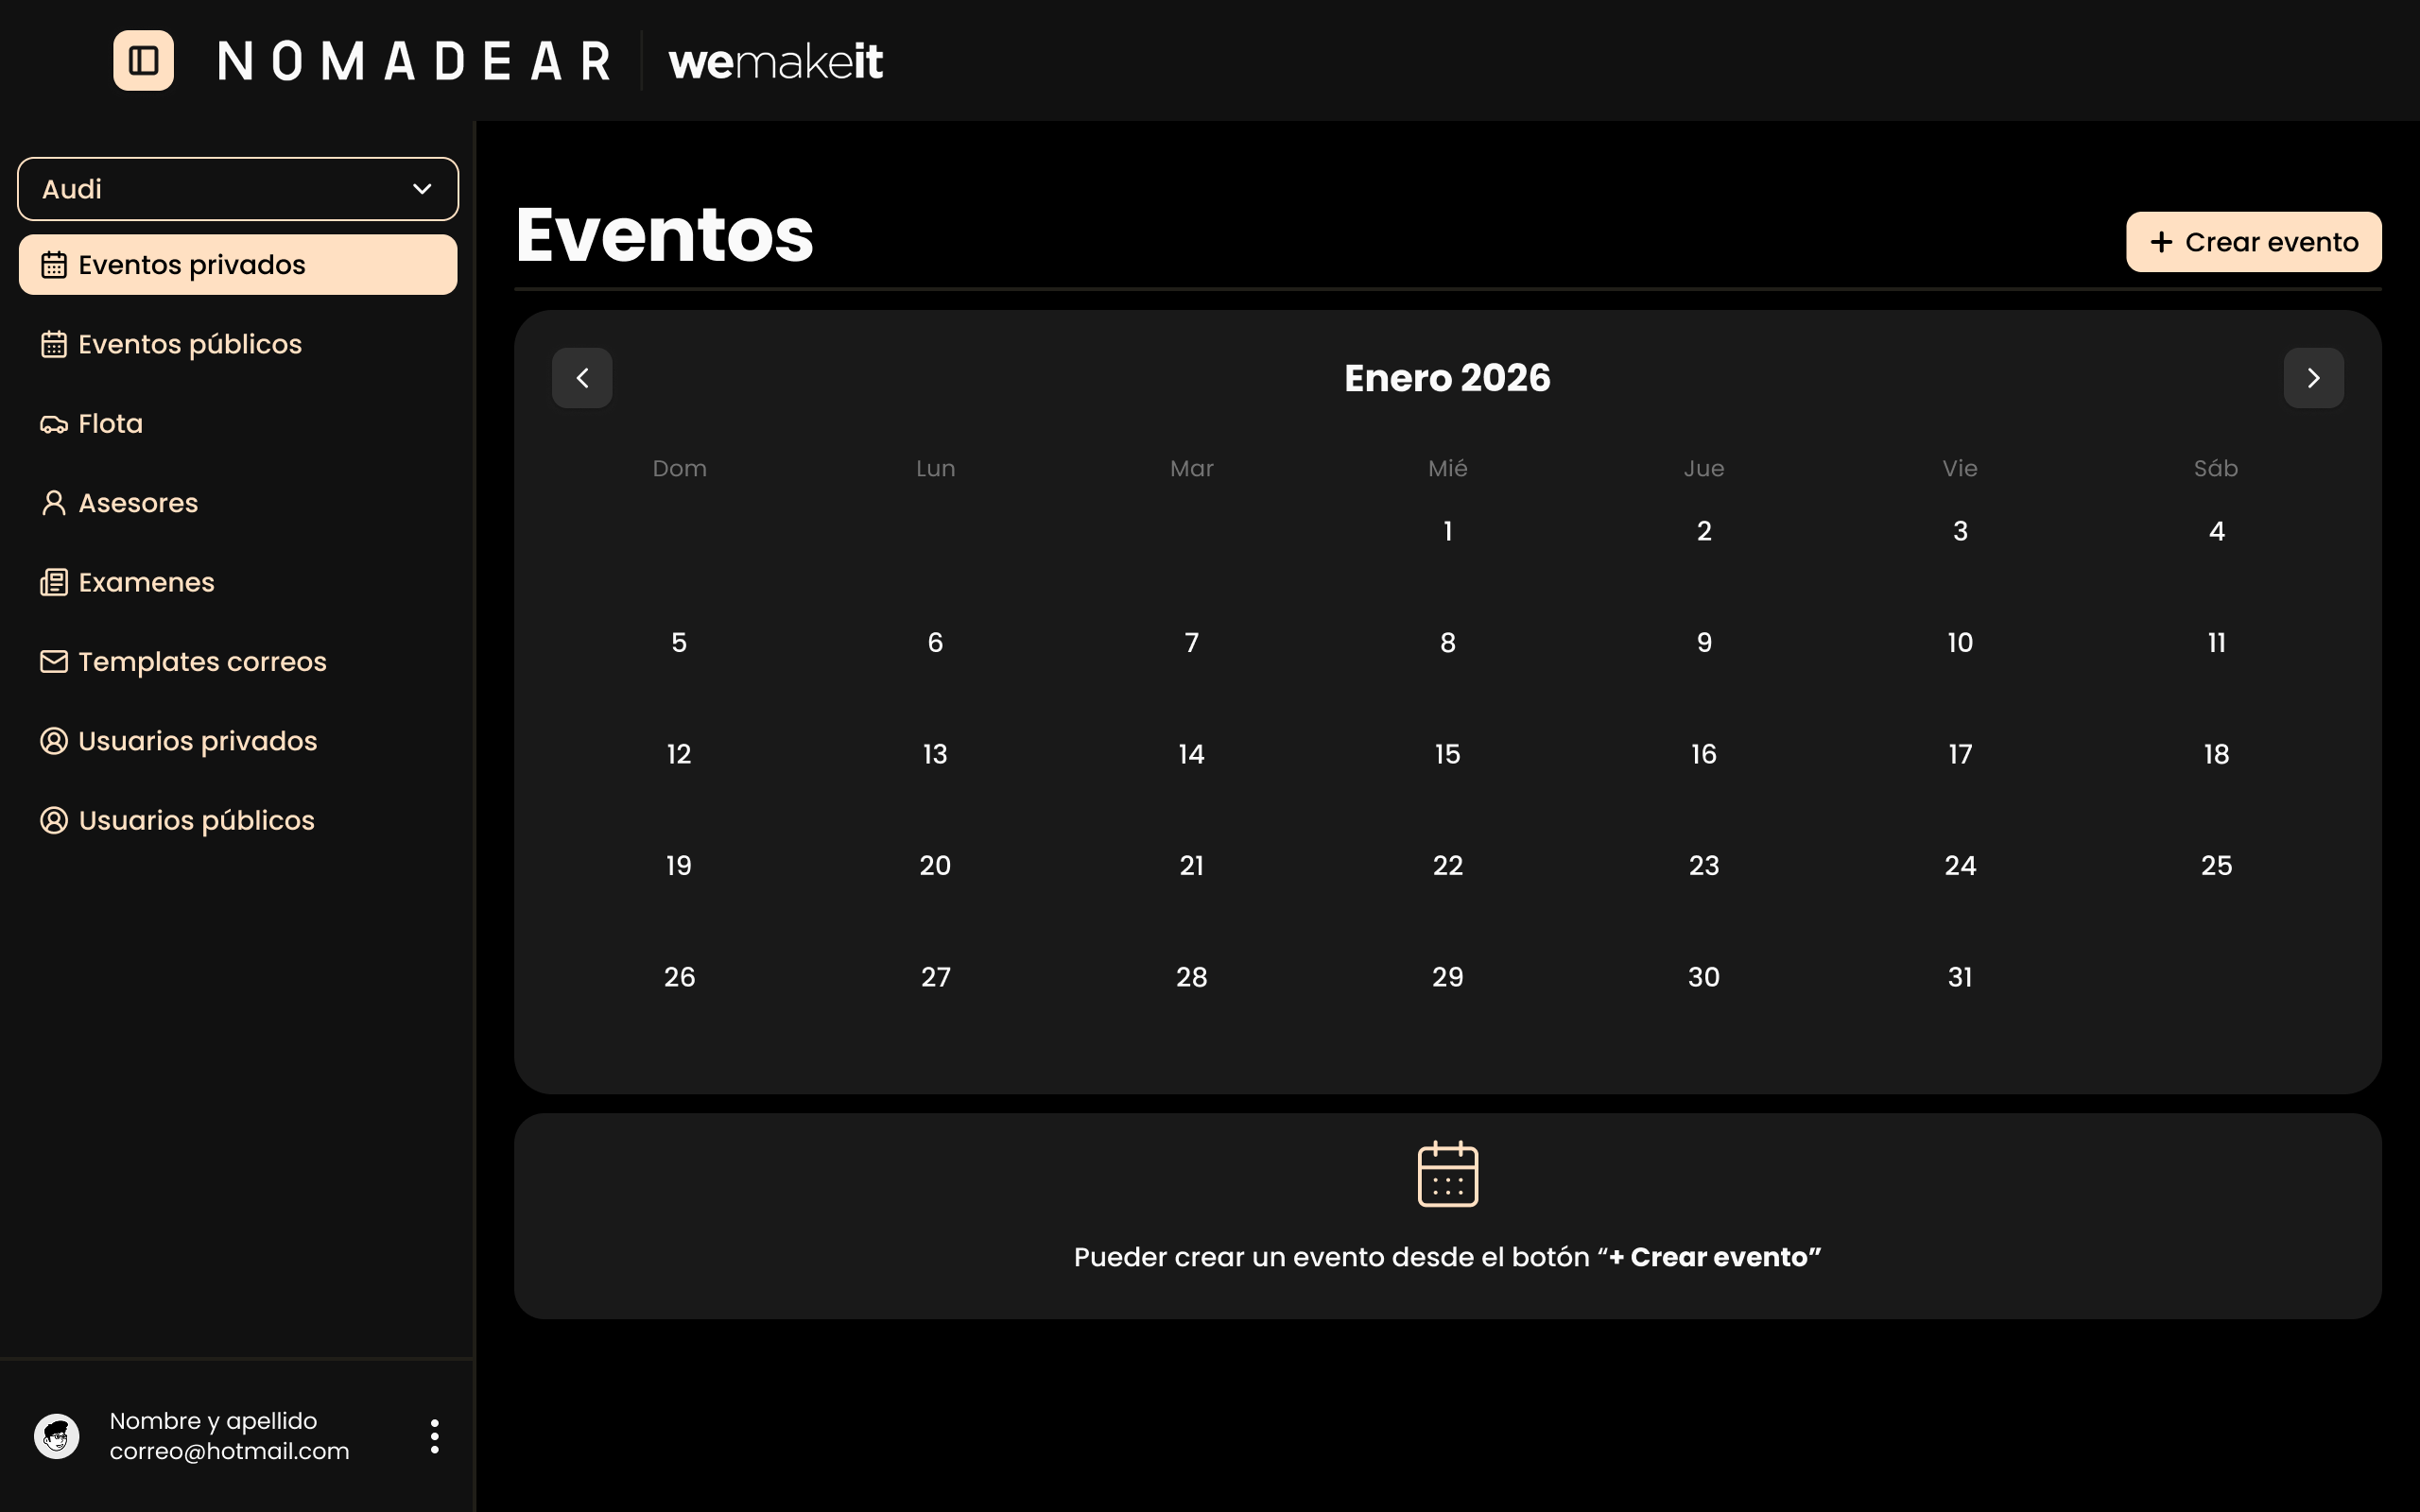 NOMADEAR
wemakeit
Audi
Eventos privados
Eventos públicos
Flota
Asesores
Examenes
Templates correos
Usuarios privados
Usuarios públicos
Nombre y apellido
correo@hotmail.com
Eventos
+ Crear evento
Enero 2026
Dom Lun Mar Mié Jue Vie Sáb
1 2 3 4
5 6 7 8 9 10 11
12 13 14 15 16 17 18
19 20 21 22 23 24 25
26 27 28 29 30 31
Pueder crear un evento desde el botón “+ Crear evento”